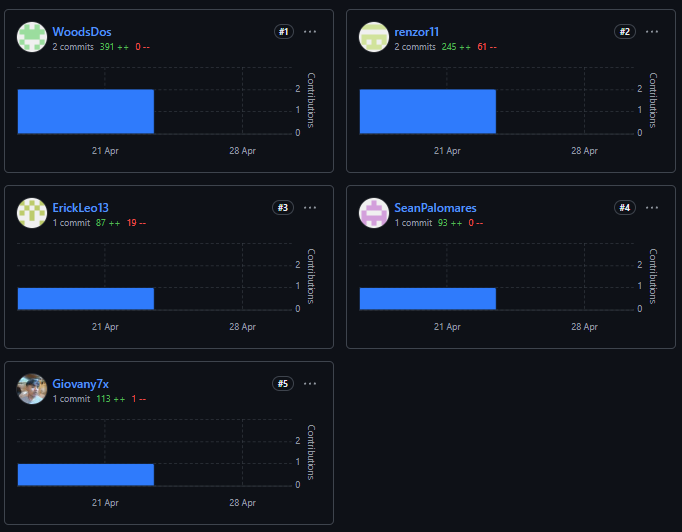 WoodsDos #1
2 commits 391 ++ 0 --
Contributions
2
1
0
21 Apr 28 Apr
renzor11 #2
2 commits 245 ++ 61 --
Contributions
2
1
0
21 Apr 28 Apr
ErickLeo13 #3
1 commit 87 ++ 19 --
Contributions
2
1
0
21 Apr 28 Apr
SeanPalomares #4
1 commit 93 ++ 0 --
Contributions
2
1
0
21 Apr 28 Apr
Giovany7x #5
1 commit 113 ++ 1 --
Contributions
2
1
0
21 Apr 28 Apr